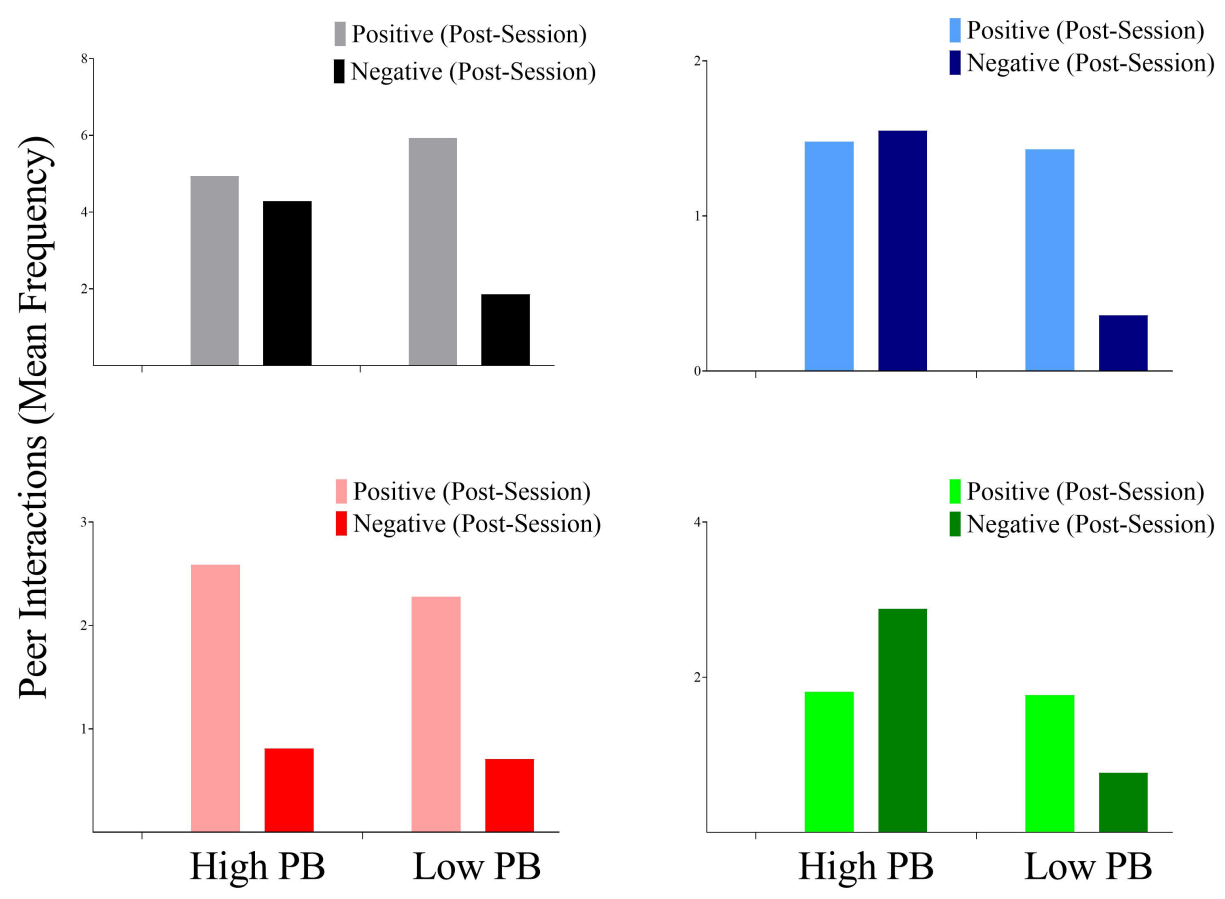 Peer Interactions (Mean Frequency)
Positive (Post-Session)
Negative (Post-Session)
8
6
4
2
Positive (Post-Session)
Negative (Post-Session)
2
1
0
Positive (Post-Session)
Negative (Post-Session)
3
2
1
High PB
Low PB
Positive (Post-Session)
Negative (Post-Session)
4
2
High PB
Low PB